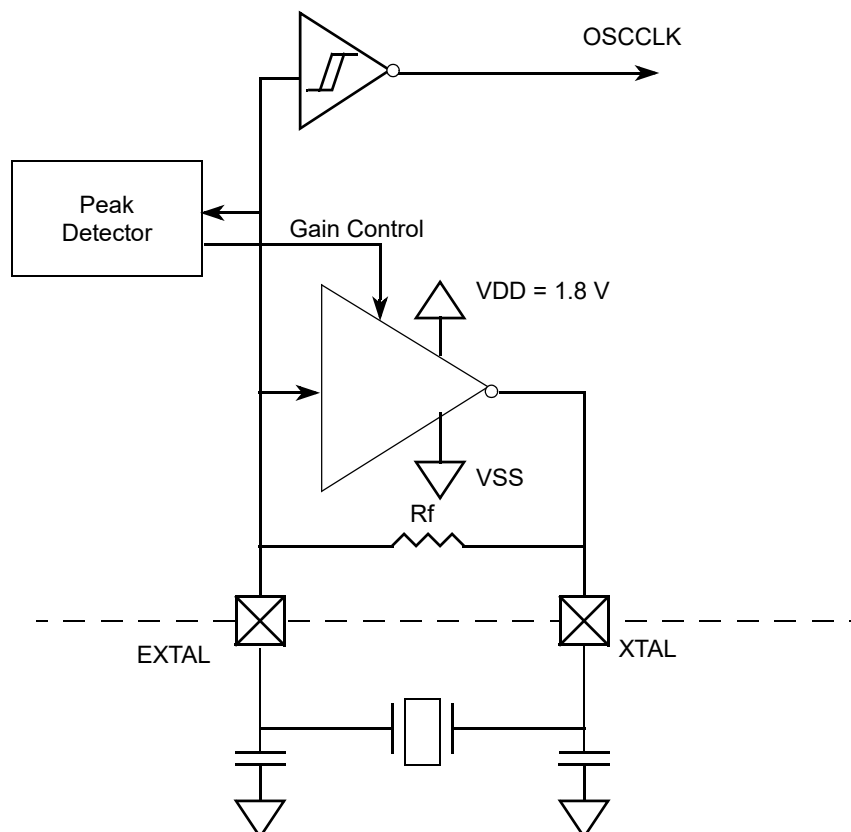 OSCCLK
Peak
Detector
Gain Control
VDD = 1.8 V
VSS
Rf
EXTAL
XTAL